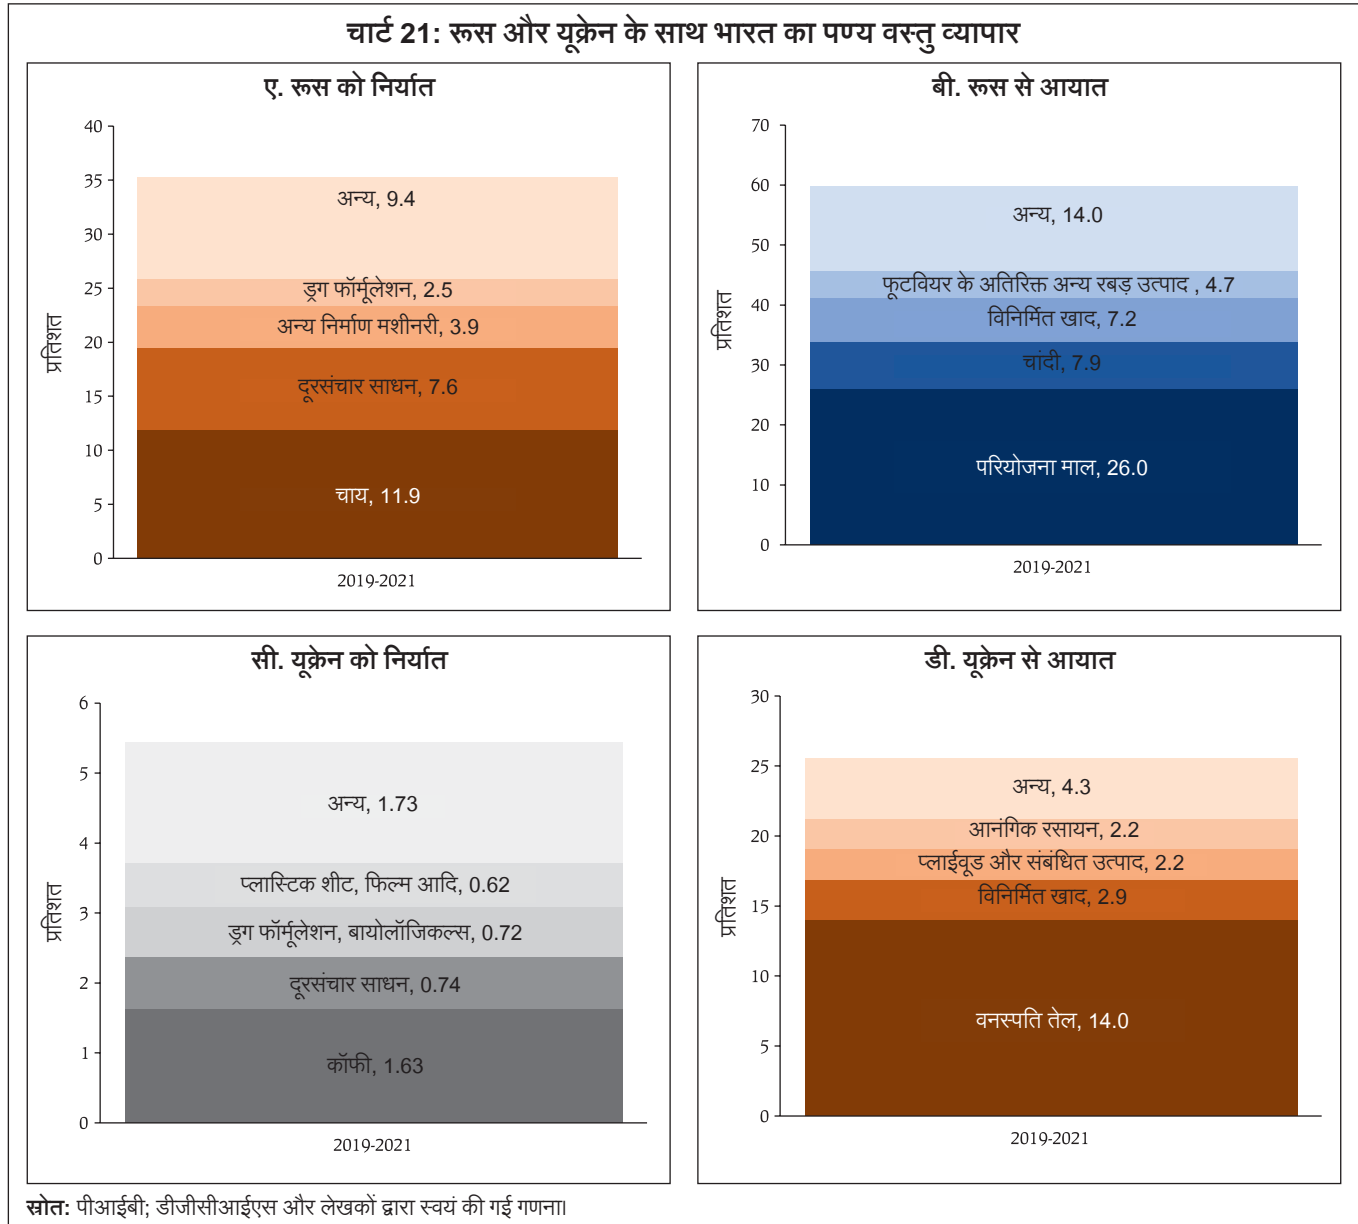 चार्ट 21: रूस और यूक्रेन के साथ भारत का पण्य वस्तु व्यापार
ए. रूस को निर्यात
40
35
30
25
20
15
10
5
0
प्रतिशत
अन्य, 9.4
ड्रग फॉर्मूलेशन, 2.5
अन्य निर्माण मशीनरी, 3.9
दूरसंचार साधन, 7.6
चाय, 11.9
2019-2021
बी. रूस से आयात
70
60
50
40
30
20
10
0
प्रतिशत
अन्य, 14.0
फूटवियर के अतिरिक्त अन्य रबड़ उत्पाद , 4.7
विनिर्मित खाद, 7.2
चांदी, 7.9
परियोजना माल, 26.0
2019-2021
सी. यूक्रेन को निर्यात
6
5
4
3
2
1
0
प्रतिशत
अन्य, 1.73
प्लास्टिक शीट, फिल्म आदि, 0.62
ड्रग फॉर्मूलेशन, बायोलॉजिकल्स, 0.72
दूरसंचार साधन, 0.74
कॉफी, 1.63
2019-2021
डी. यूक्रेन से आयात
30
25
20
15
10
5
0
प्रतिशत
अन्य, 4.3
आनंगिक रसायन, 2.2
प्लाईवूड और संबंधित उत्पाद, 2.2
विनिर्मित खाद, 2.9
वनस्पति तेल, 14.0
2019-2021
स्रोत: पीआईबी; डीजीसीआईएस और लेखकों द्वारा स्वयं की गई गणना।